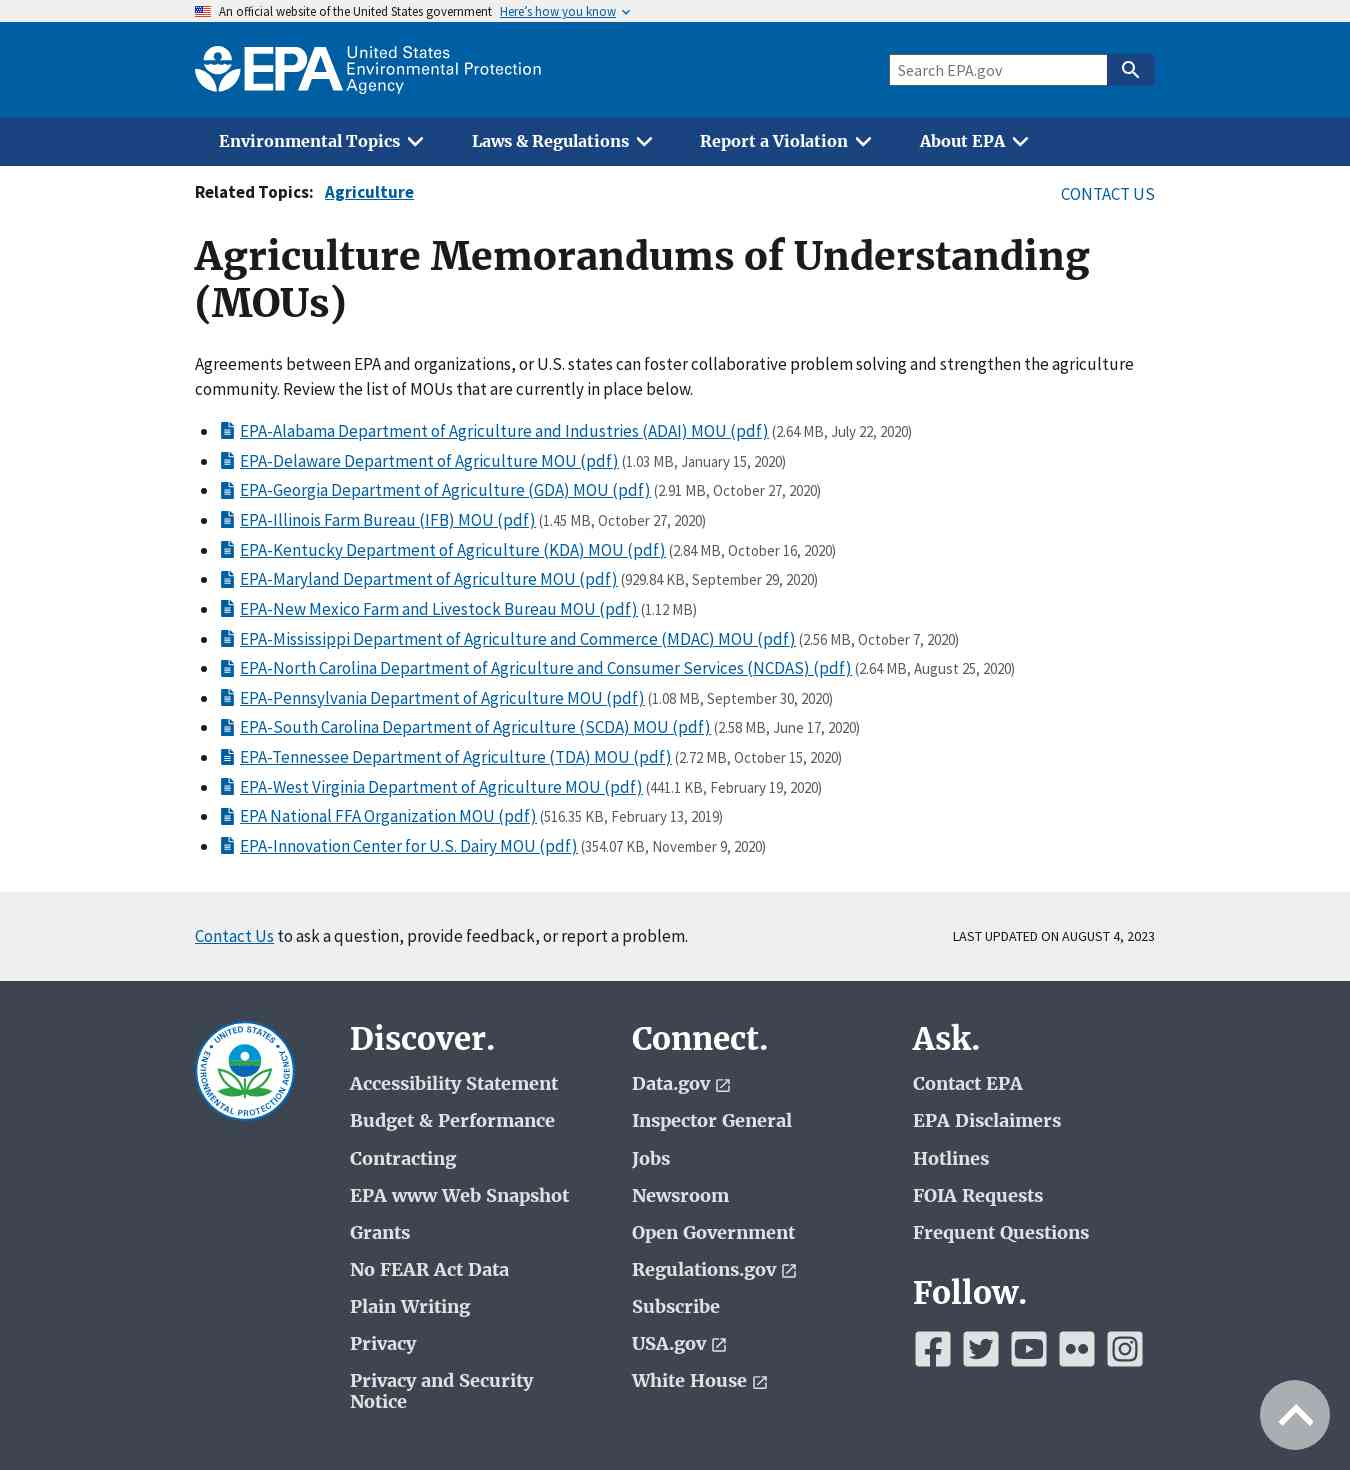 An official website of the United States government Here's how you know
EPA United States
Environmental Protection
Agency
Search EPA.gov
Environmental Topics Laws & Regulations Report a Violation About EPA
Related Topics: Agriculture CONTACT US
Agriculture Memorandums of Understanding
(MOUs)
Agreements between EPA and organizations, or U.S. states can foster collaborative problem solving and strengthen the agriculture
community. Review the list of MOUs that are currently in place below.
EPA-Alabama Department of Agriculture and Industries (ADAI) MOU (pdf) (2.64 MB, July 22, 2020)
EPA-Delaware Department of Agriculture MOU (pdf) (1.03 MB, January 15, 2020)
EPA-Georgia Department of Agriculture (GDA) MOU (pdf) (2.91 MB, October 27, 2020)
EPA-Illinois Farm Bureau (IFB) MOU (pdf) (1.45 MB, October 27, 2020)
EPA-Kentucky Department of Agriculture (KDA) MOU (pdf) (2.84 MB, October 16, 2020)
EPA-Maryland Department of Agriculture MOU (pdf) (929.84 KB, September 29, 2020)
EPA-New Mexico Farm and Livestock Bureau MOU (pdf) (1.12 MB)
EPA-Mississippi Department of Agriculture and Commerce (MDAC) MOU (pdf) (2.56 MB, October 7, 2020)
EPA-North Carolina Department of Agriculture and Consumer Services (NCDAS) (pdf) (2.64 MB, August 25, 2020)
EPA-Pennsylvania Department of Agriculture MOU (pdf) (1.08 MB, September 30, 2020)
EPA-South Carolina Department of Agriculture (SCDA) MOU (pdf) (2.58 MB, June 17, 2020)
EPA-Tennessee Department of Agriculture (TDA) MOU (pdf) (2.72 MB, October 15, 2020)
EPA-West Virginia Department of Agriculture MOU (pdf) (441.1 KB, February 19, 2020)
EPA National FFA Organization MOU (pdf) (516.35 KB, February 13, 2019)
EPA-Innovation Center for U.S. Dairy MOU (pdf) (354.07 KB, November 9, 2020)
Contact Us to ask a question, provide feedback, or report a problem. LAST UPDATED ON AUGUST 4, 2023
UNITED STATES
ENVIRONMENTAL PROTECTION AGENCY
Discover.
Accessibility Statement
Budget & Performance
Contracting
EPA www Web Snapshot
Grants
No FEAR Act Data
Plain Writing
Privacy
Privacy and Security
Notice
Connect.
Data.gov
Inspector General
Jobs
Newsroom
Open Government
Regulations.gov
Subscribe
USA.gov
White House
Ask.
Contact EPA
EPA Disclaimers
Hotlines
FOIA Requests
Frequent Questions
Follow.